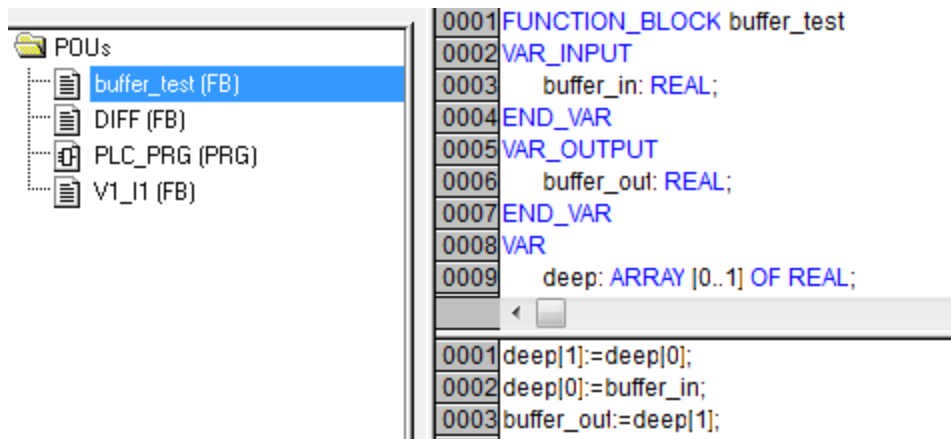 POUs
buffer_test (FB)
DIFF (FB)
PLC_PRG (PRG)
V1_I1 (FB)
0001 FUNCTION_BLOCK buffer_test
0002 VAR_INPUT
0003 buffer_in: REAL;
0004 END_VAR
0005 VAR_OUTPUT
0006 buffer_out: REAL;
0007 END_VAR
0008 VAR
0009 deep: ARRAY [0..1] OF REAL;
0001 deep[1]:=deep[0];
0002 deep[0]:=buffer_in;
0003 buffer_out:=deep[1];